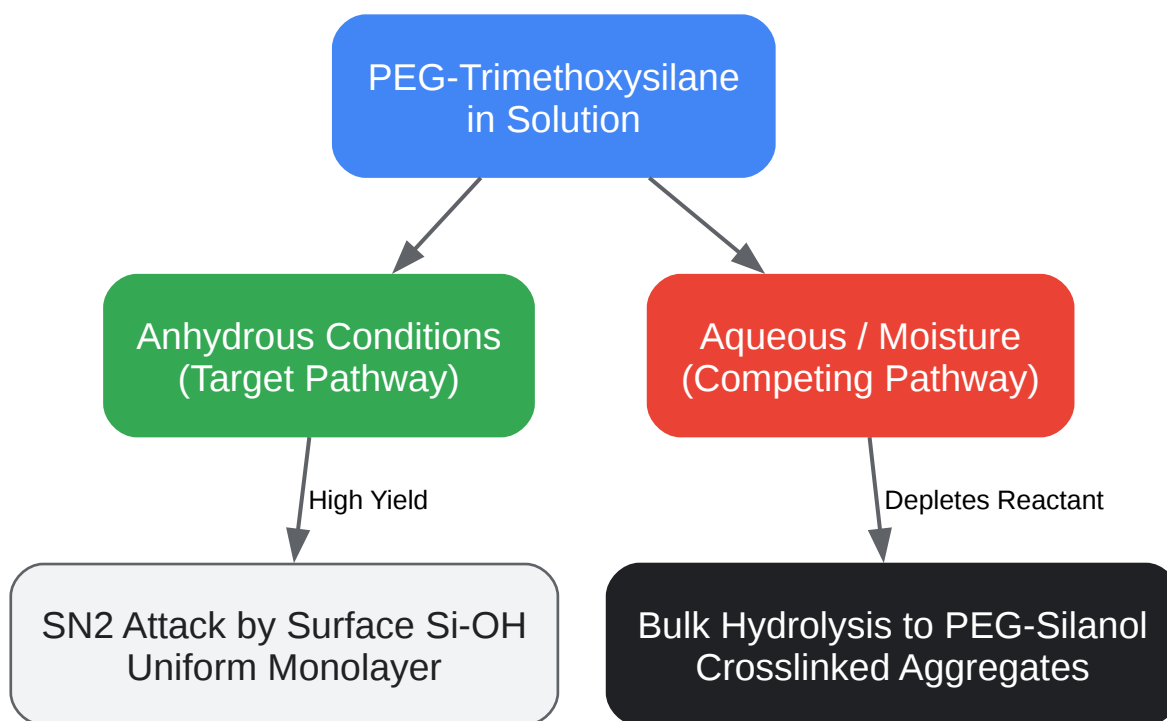 PEG-Trimethoxysilane
in Solution
Anhydrous Conditions
(Target Pathway)
Aqueous / Moisture
(Competing Pathway)
High Yield
Depletes Reactant
SN2 Attack by Surface Si-OH
Uniform Monolayer
Bulk Hydrolysis to PEG-Silanol
Crosslinked Aggregates